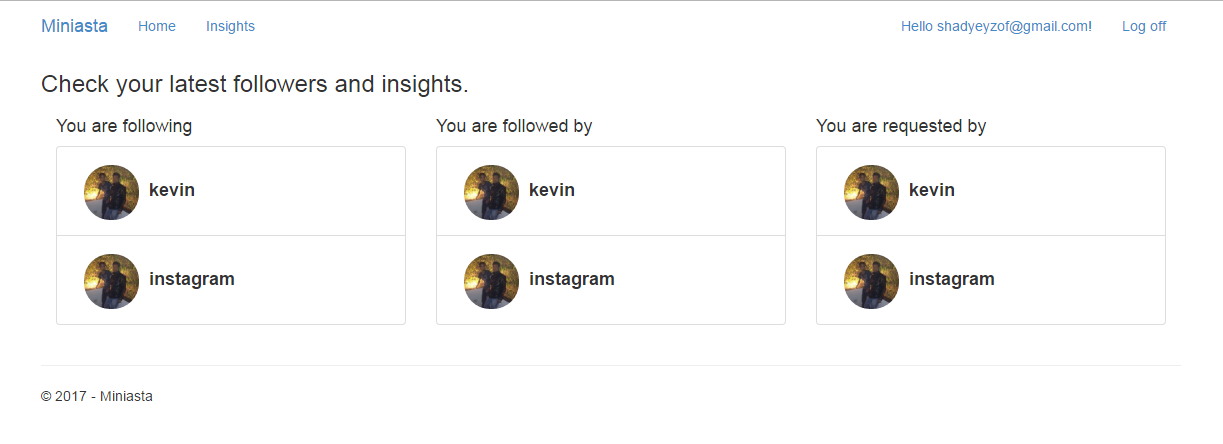 Miniasta Home Insights Hello shadyeyzof@gmail.com! Log off
Check your latest followers and insights.
You are following
kevin
instagram
You are followed by
kevin
instagram
You are requested by
kevin
instagram
© 2017 - Miniasta